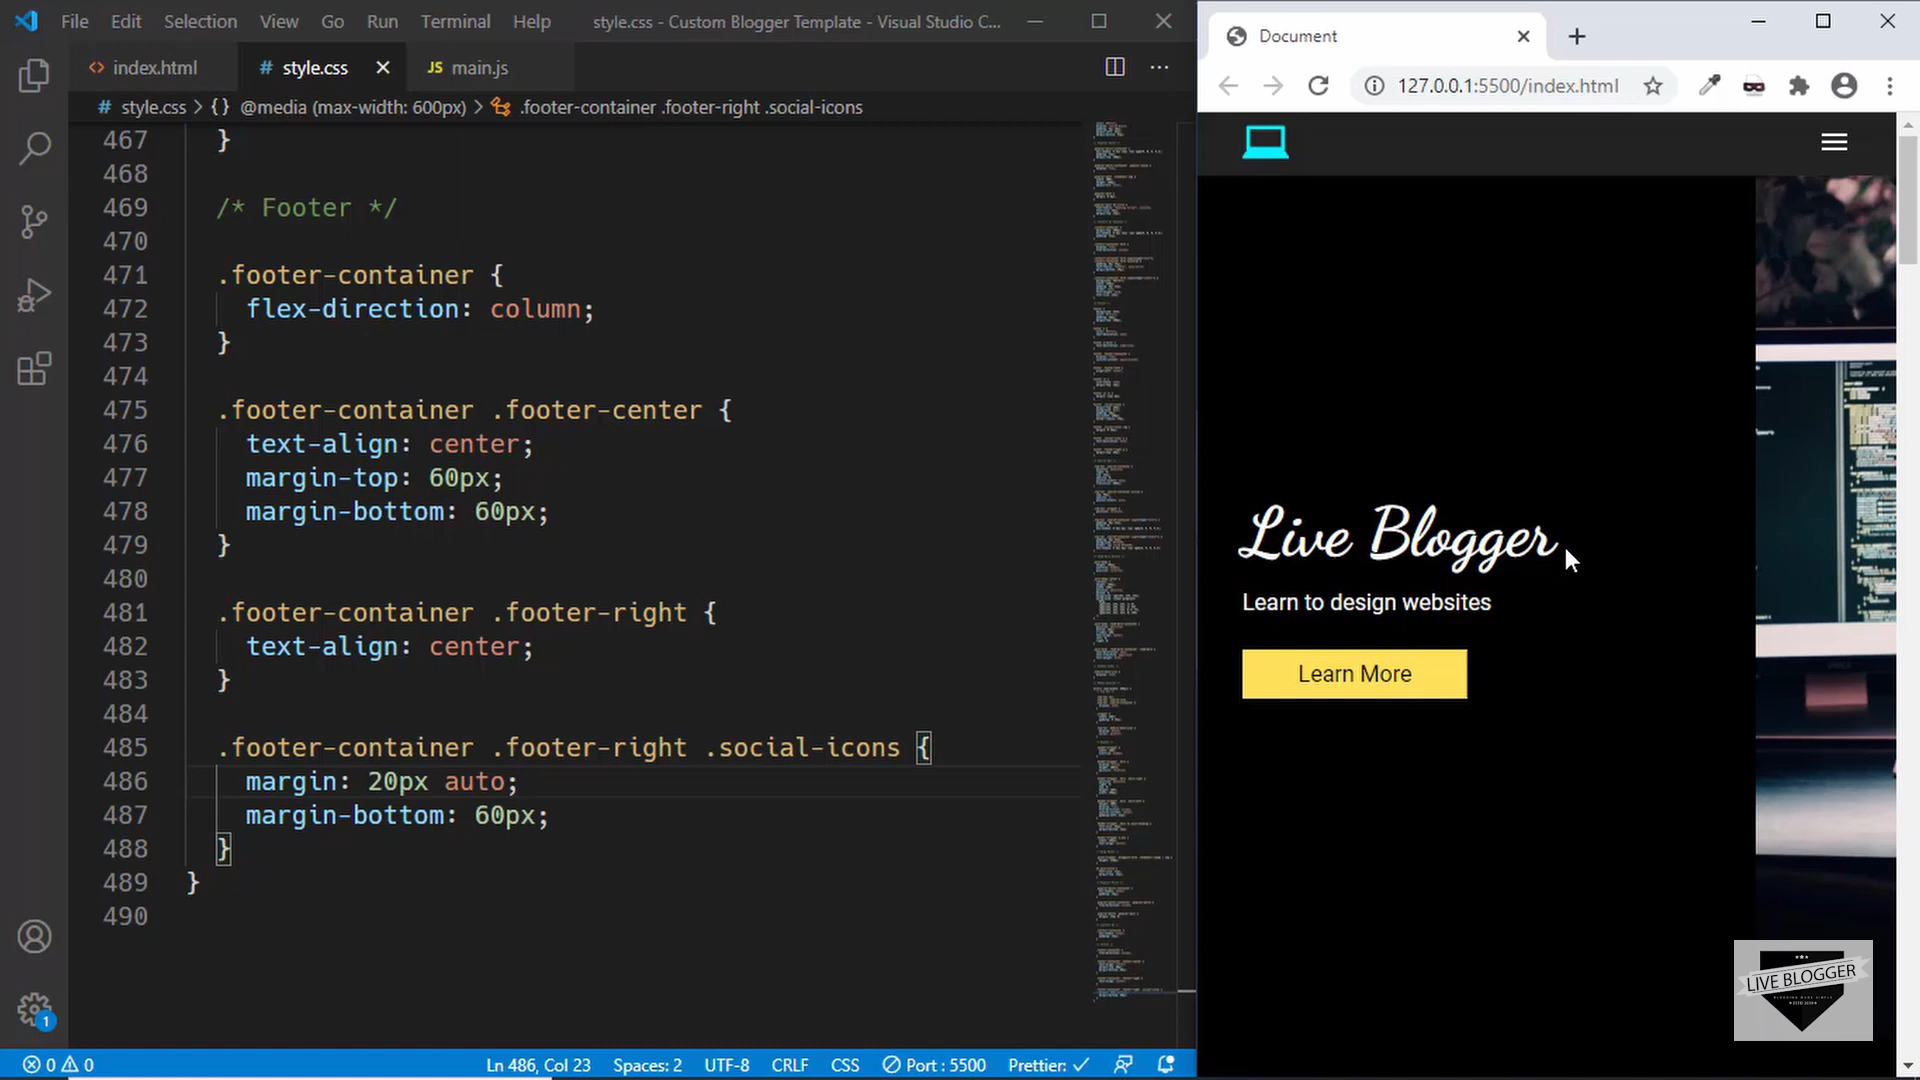 File Edit Selection View Go Run Terminal Help style.css - Custom Blogger Template - Visual Studio C...
index.html
# style.css
JS main.js
# style.css > {} @media (max-width: 600px) > .footer-container .footer-right .social-icons
467 }
468
469 /* Footer */
470
471 .footer-container {
472 flex-direction: column;
473 }
474
475 .footer-container .footer-center {
476 text-align: center;
477 margin-top: 60px;
478 margin-bottom: 60px;
479 }
480
481 .footer-container .footer-right {
482 text-align: center;
483 }
484
485 .footer-container .footer-right .social-icons {
486 margin: 20px auto;
487 margin-bottom: 60px;
488 }
489 }
490
1
0 0 Ln 486, Col 23 Spaces: 2 UTF-8 CRLF CSS Port : 5500 Prettier: ✓
Document
127.0.0.1:5500/index.html
Live Blogger
Learn to design websites
Learn More
LIVE BLOGGER